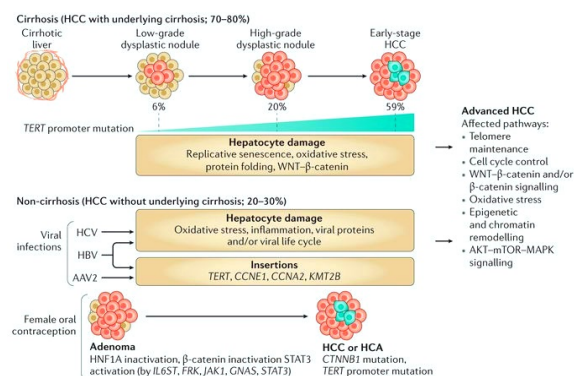 Cirrhosis (HCC with underlying cirrhosis; 70–80%)
Cirrhotic
liver
Low-grade
dysplastic nodule
High-grade
dysplastic nodule
Early-stage
HCC
6%
20%
59%
TERT promoter mutation
Hepatocyte damage
Replicative senescence, oxidative stress,
protein folding, WNT–β-catenin
Non-cirrhosis (HCC without underlying cirrhosis; 20–30%)
Viral
infections
HCV
HBV
AAV2
Hepatocyte damage
Oxidative stress, inflammation, viral proteins
and/or viral life cycle
Insertions
TERT, CCNE1, CCNA2, KMT2B
Female oral
contraception
Adenoma
HNF1A inactivation, β-catenin inactivation STAT3
activation (by IL6ST, FRK, JAK1, GNAS, STAT3)
HCC or HCA
CTNNB1 mutation,
TERT promoter mutation
Advanced HCC
Affected pathways:
• Telomere
maintenance
• Cell cycle control
• WNT–β-catenin and/or
β-catenin signalling
• Oxidative stress
• Epigenetic
and chromatin
remodelling
• AKT–mTOR–MAPK
signalling